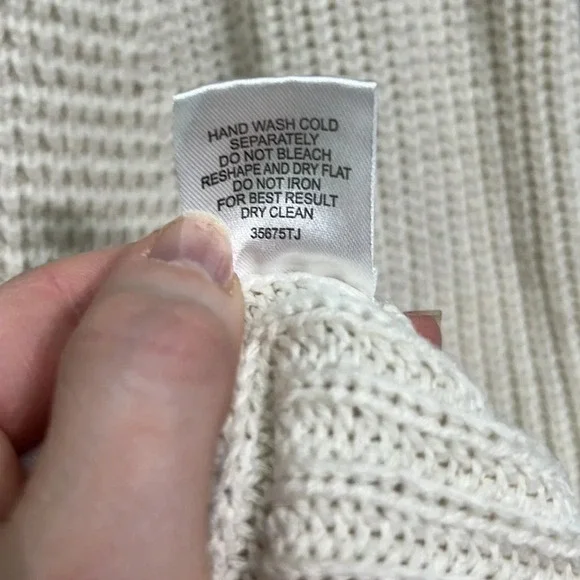 HAND WASH COLD
SEPARATELY
DO NOT BLEACH
RESHAPE AND DRY FLAT
DO NOT IRON
FOR BEST RESULT
DRY CLEAN
35675TJ